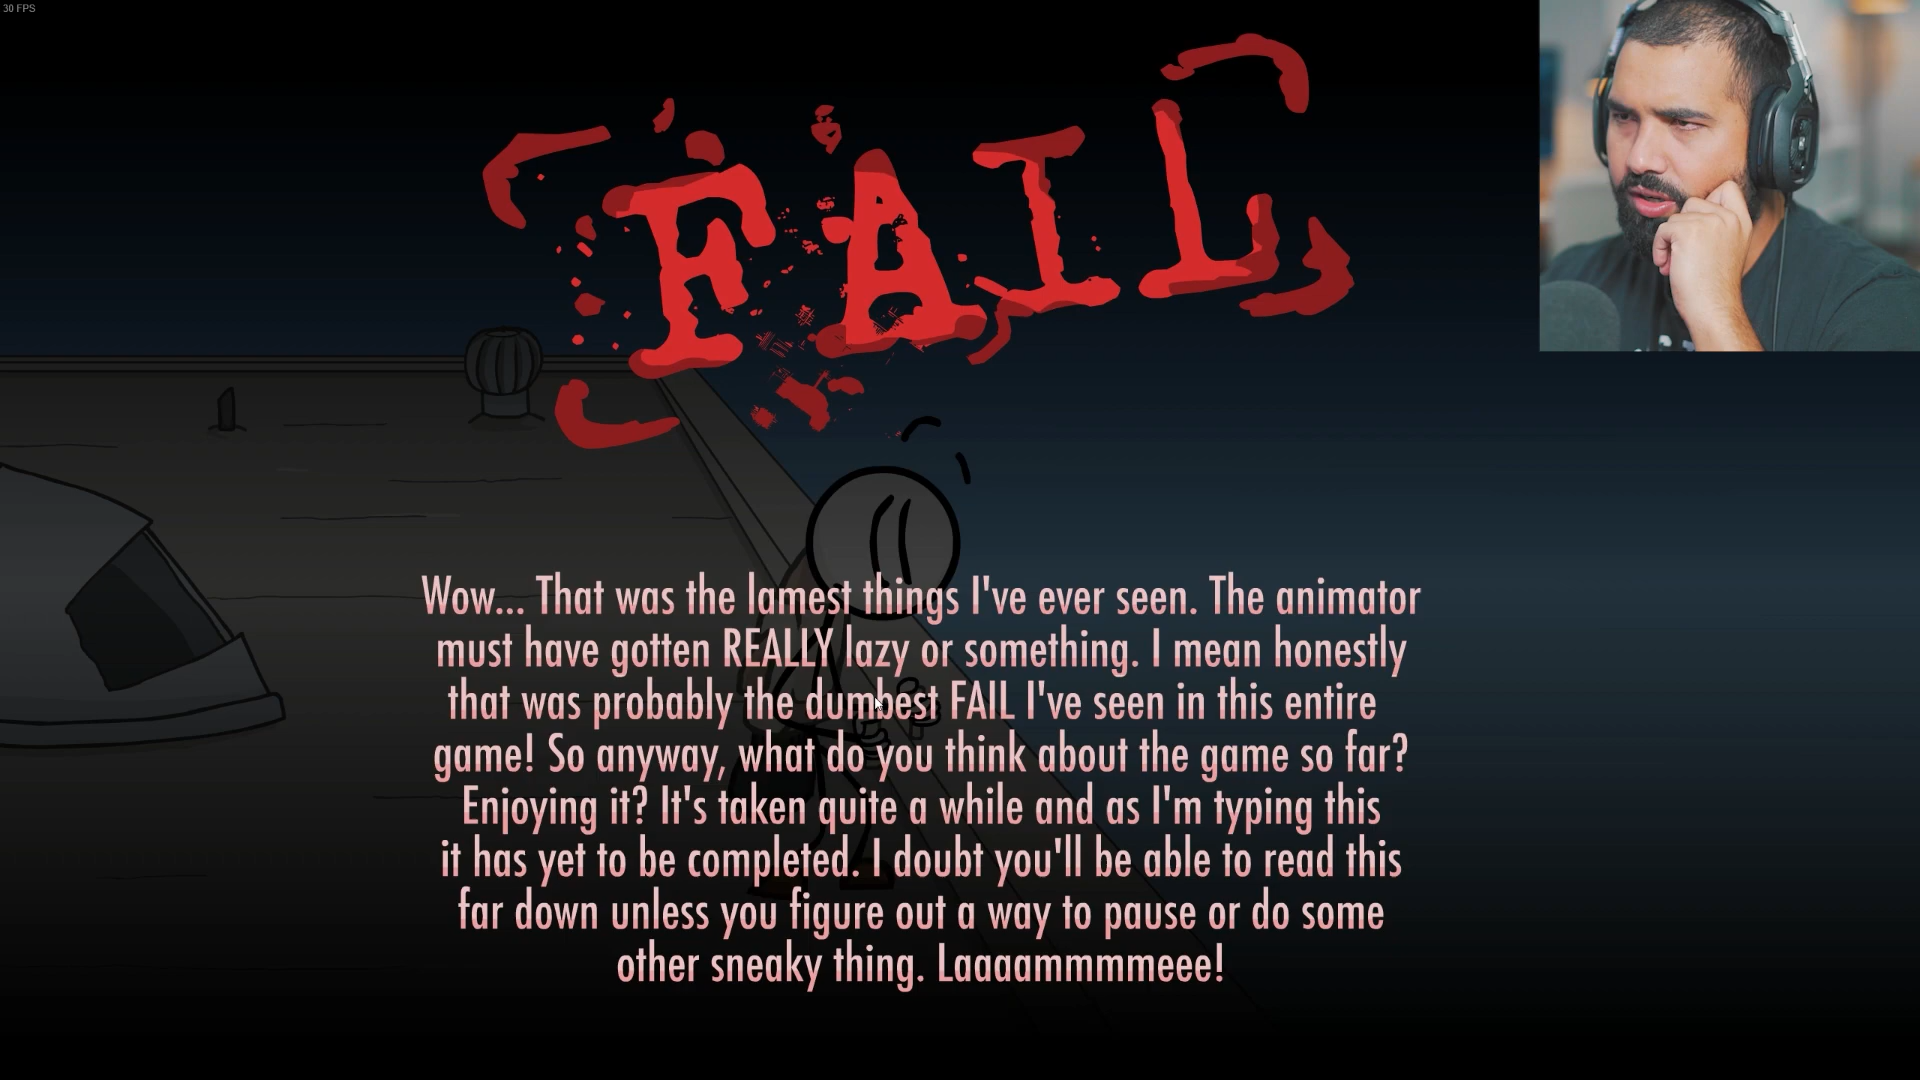 30 FPS
FAIL
Wow... That was the lamest things I've ever seen. The animator
must have gotten REALLY lazy or something. I mean honestly
that was probably the dumbest FAIL I've seen in this entire
game! So anyway, what do you think about the game so far?
Enjoying it? It's taken quite a while and as I'm typing this
it has yet to be completed. I doubt you'll be able to read this
far down unless you figure out a way to pause or do some
other sneaky thing. Laaaammmmeee!